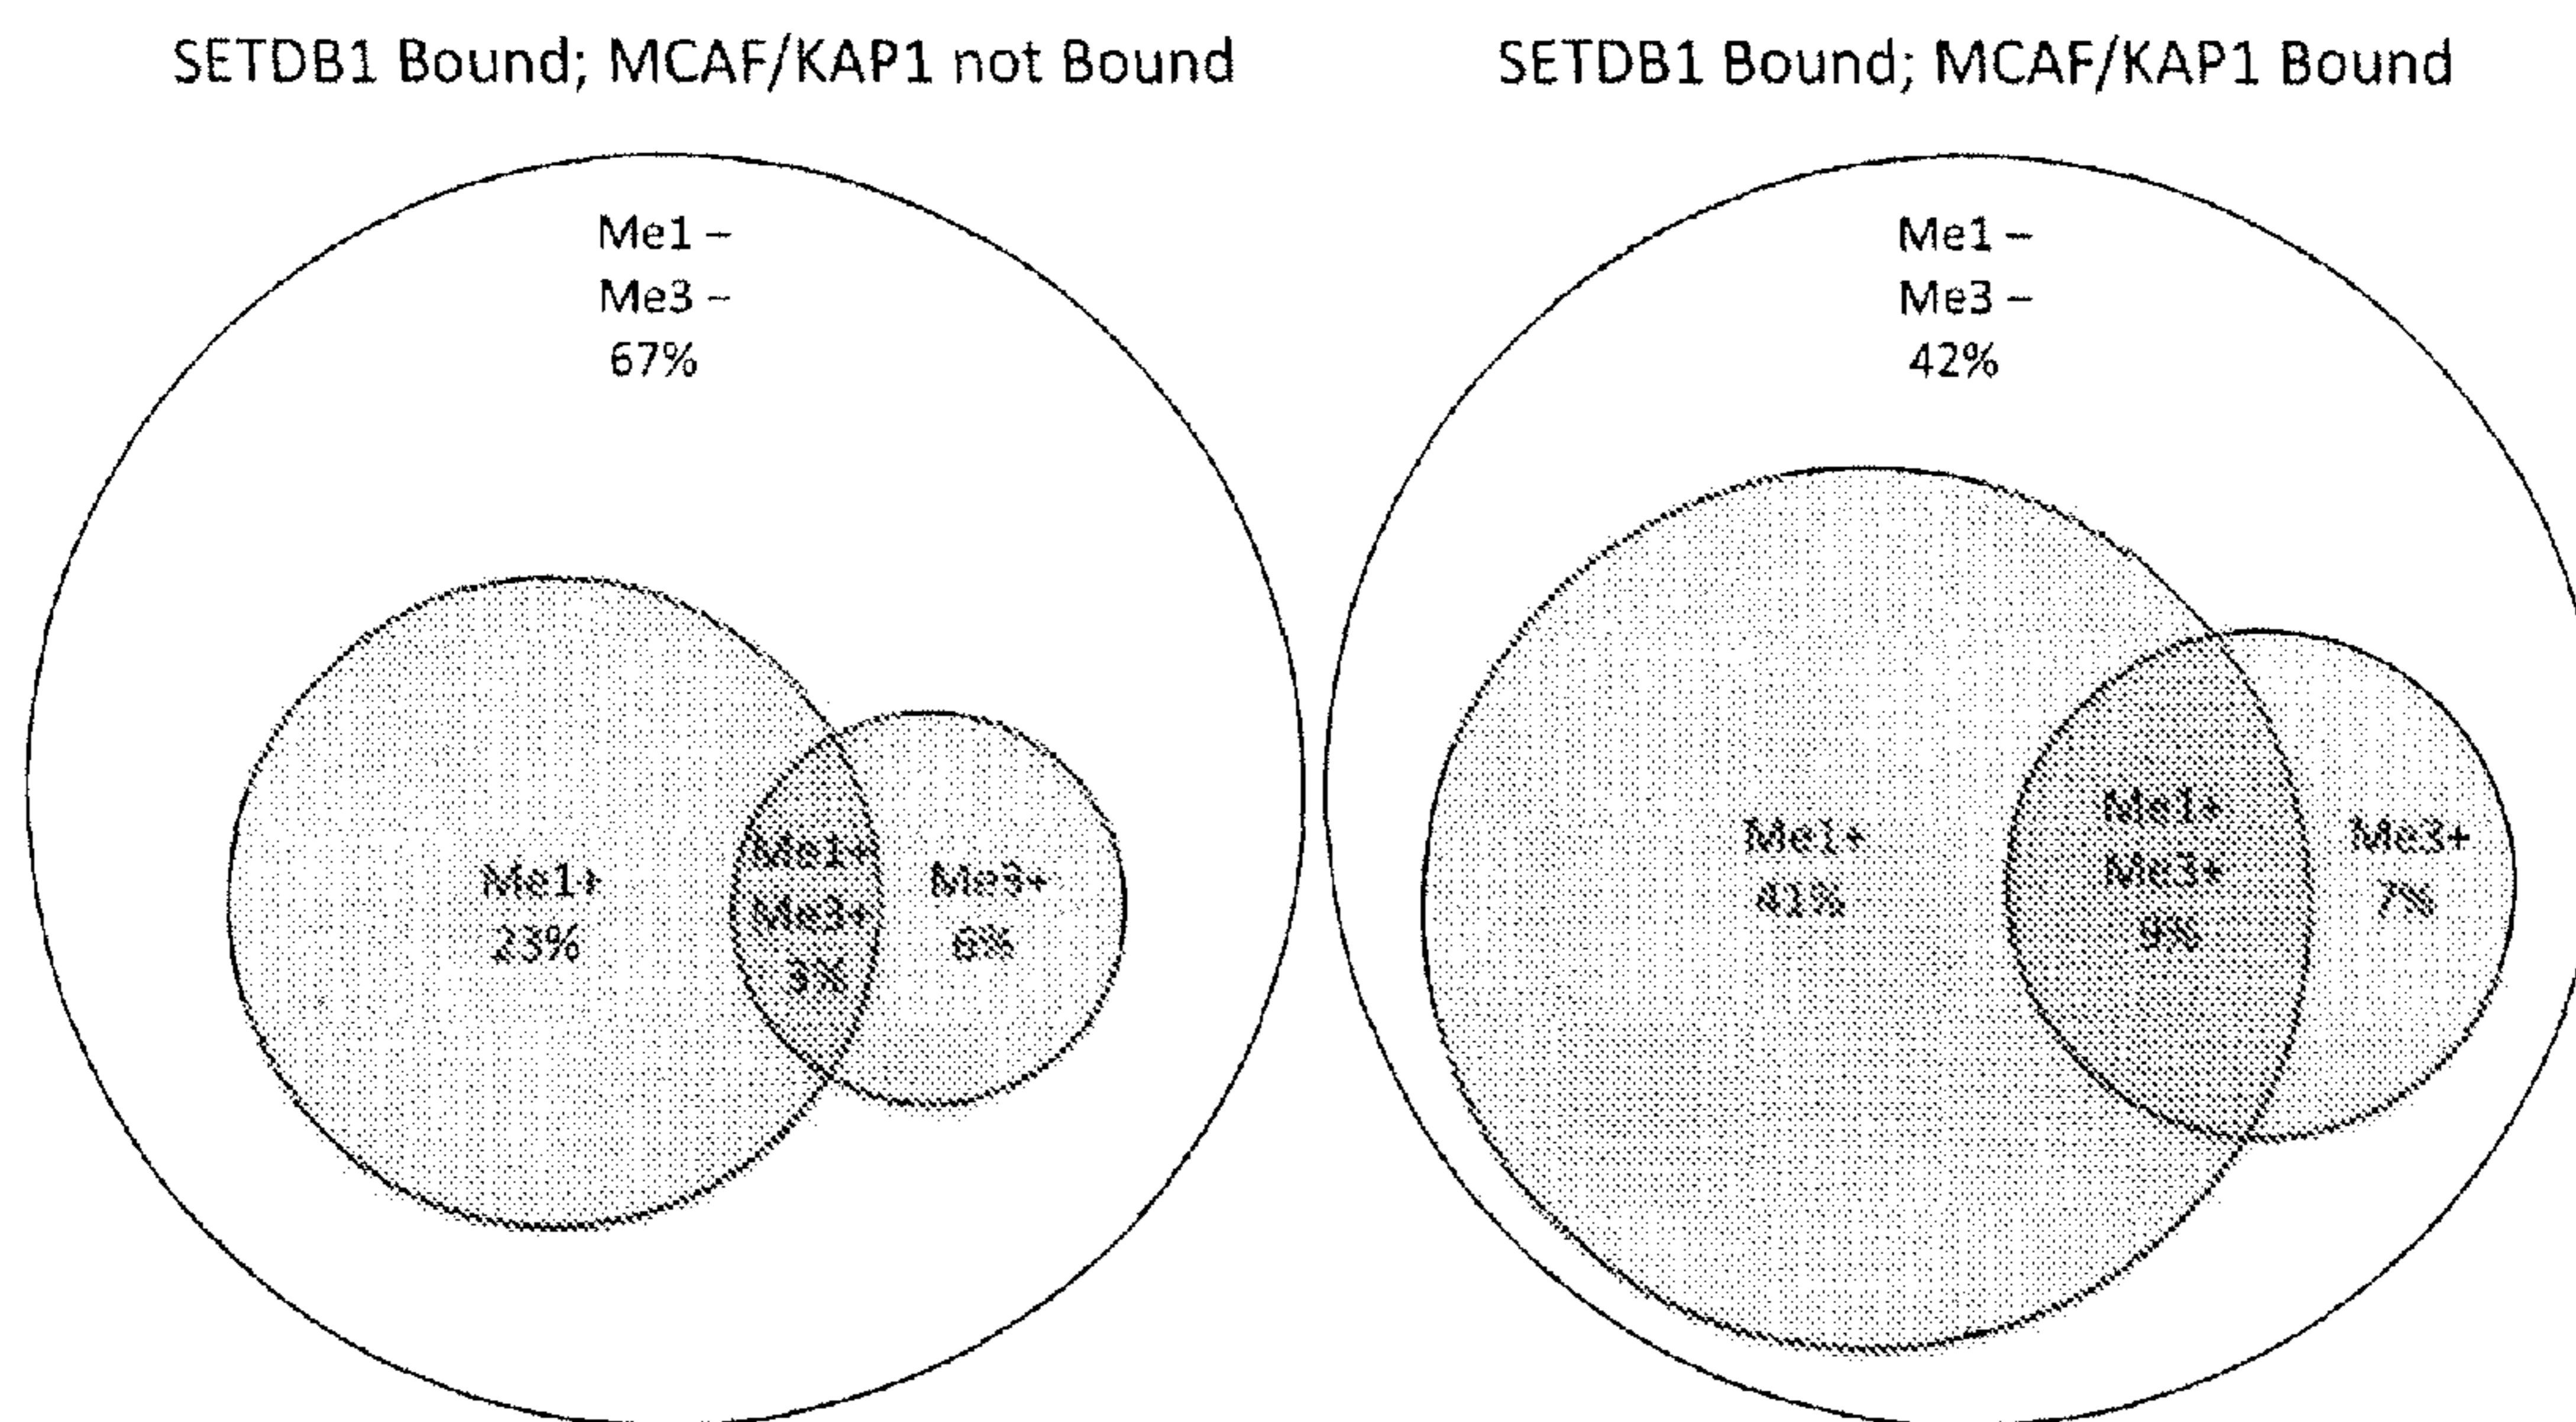 SETDB1 Bound; MCAF/KAP1 not Bound
Me1 –
Me3 –
67%
Me1+
23%
Me1+
Me3+
3%
Me3+
6%
SETDB1 Bound; MCAF/KAP1 Bound
Me1 –
Me3 –
42%
Me1+
41%
Me1+
Me3+
9%
Me3+
7%